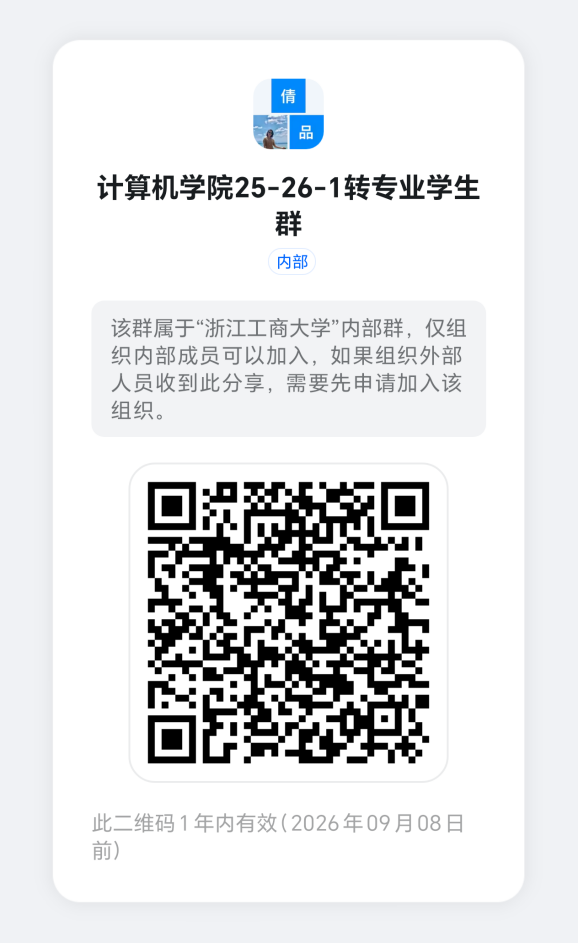 倩
品
计算机学院25-26-1转专业学生
群
内部
该群属于“浙江工商大学”内部群，仅组
织内部成员可以加入，如果组织外部
人员收到此分享，需要先申请加入该
组织。
此二维码1年内有效(2026年09月08日
前)